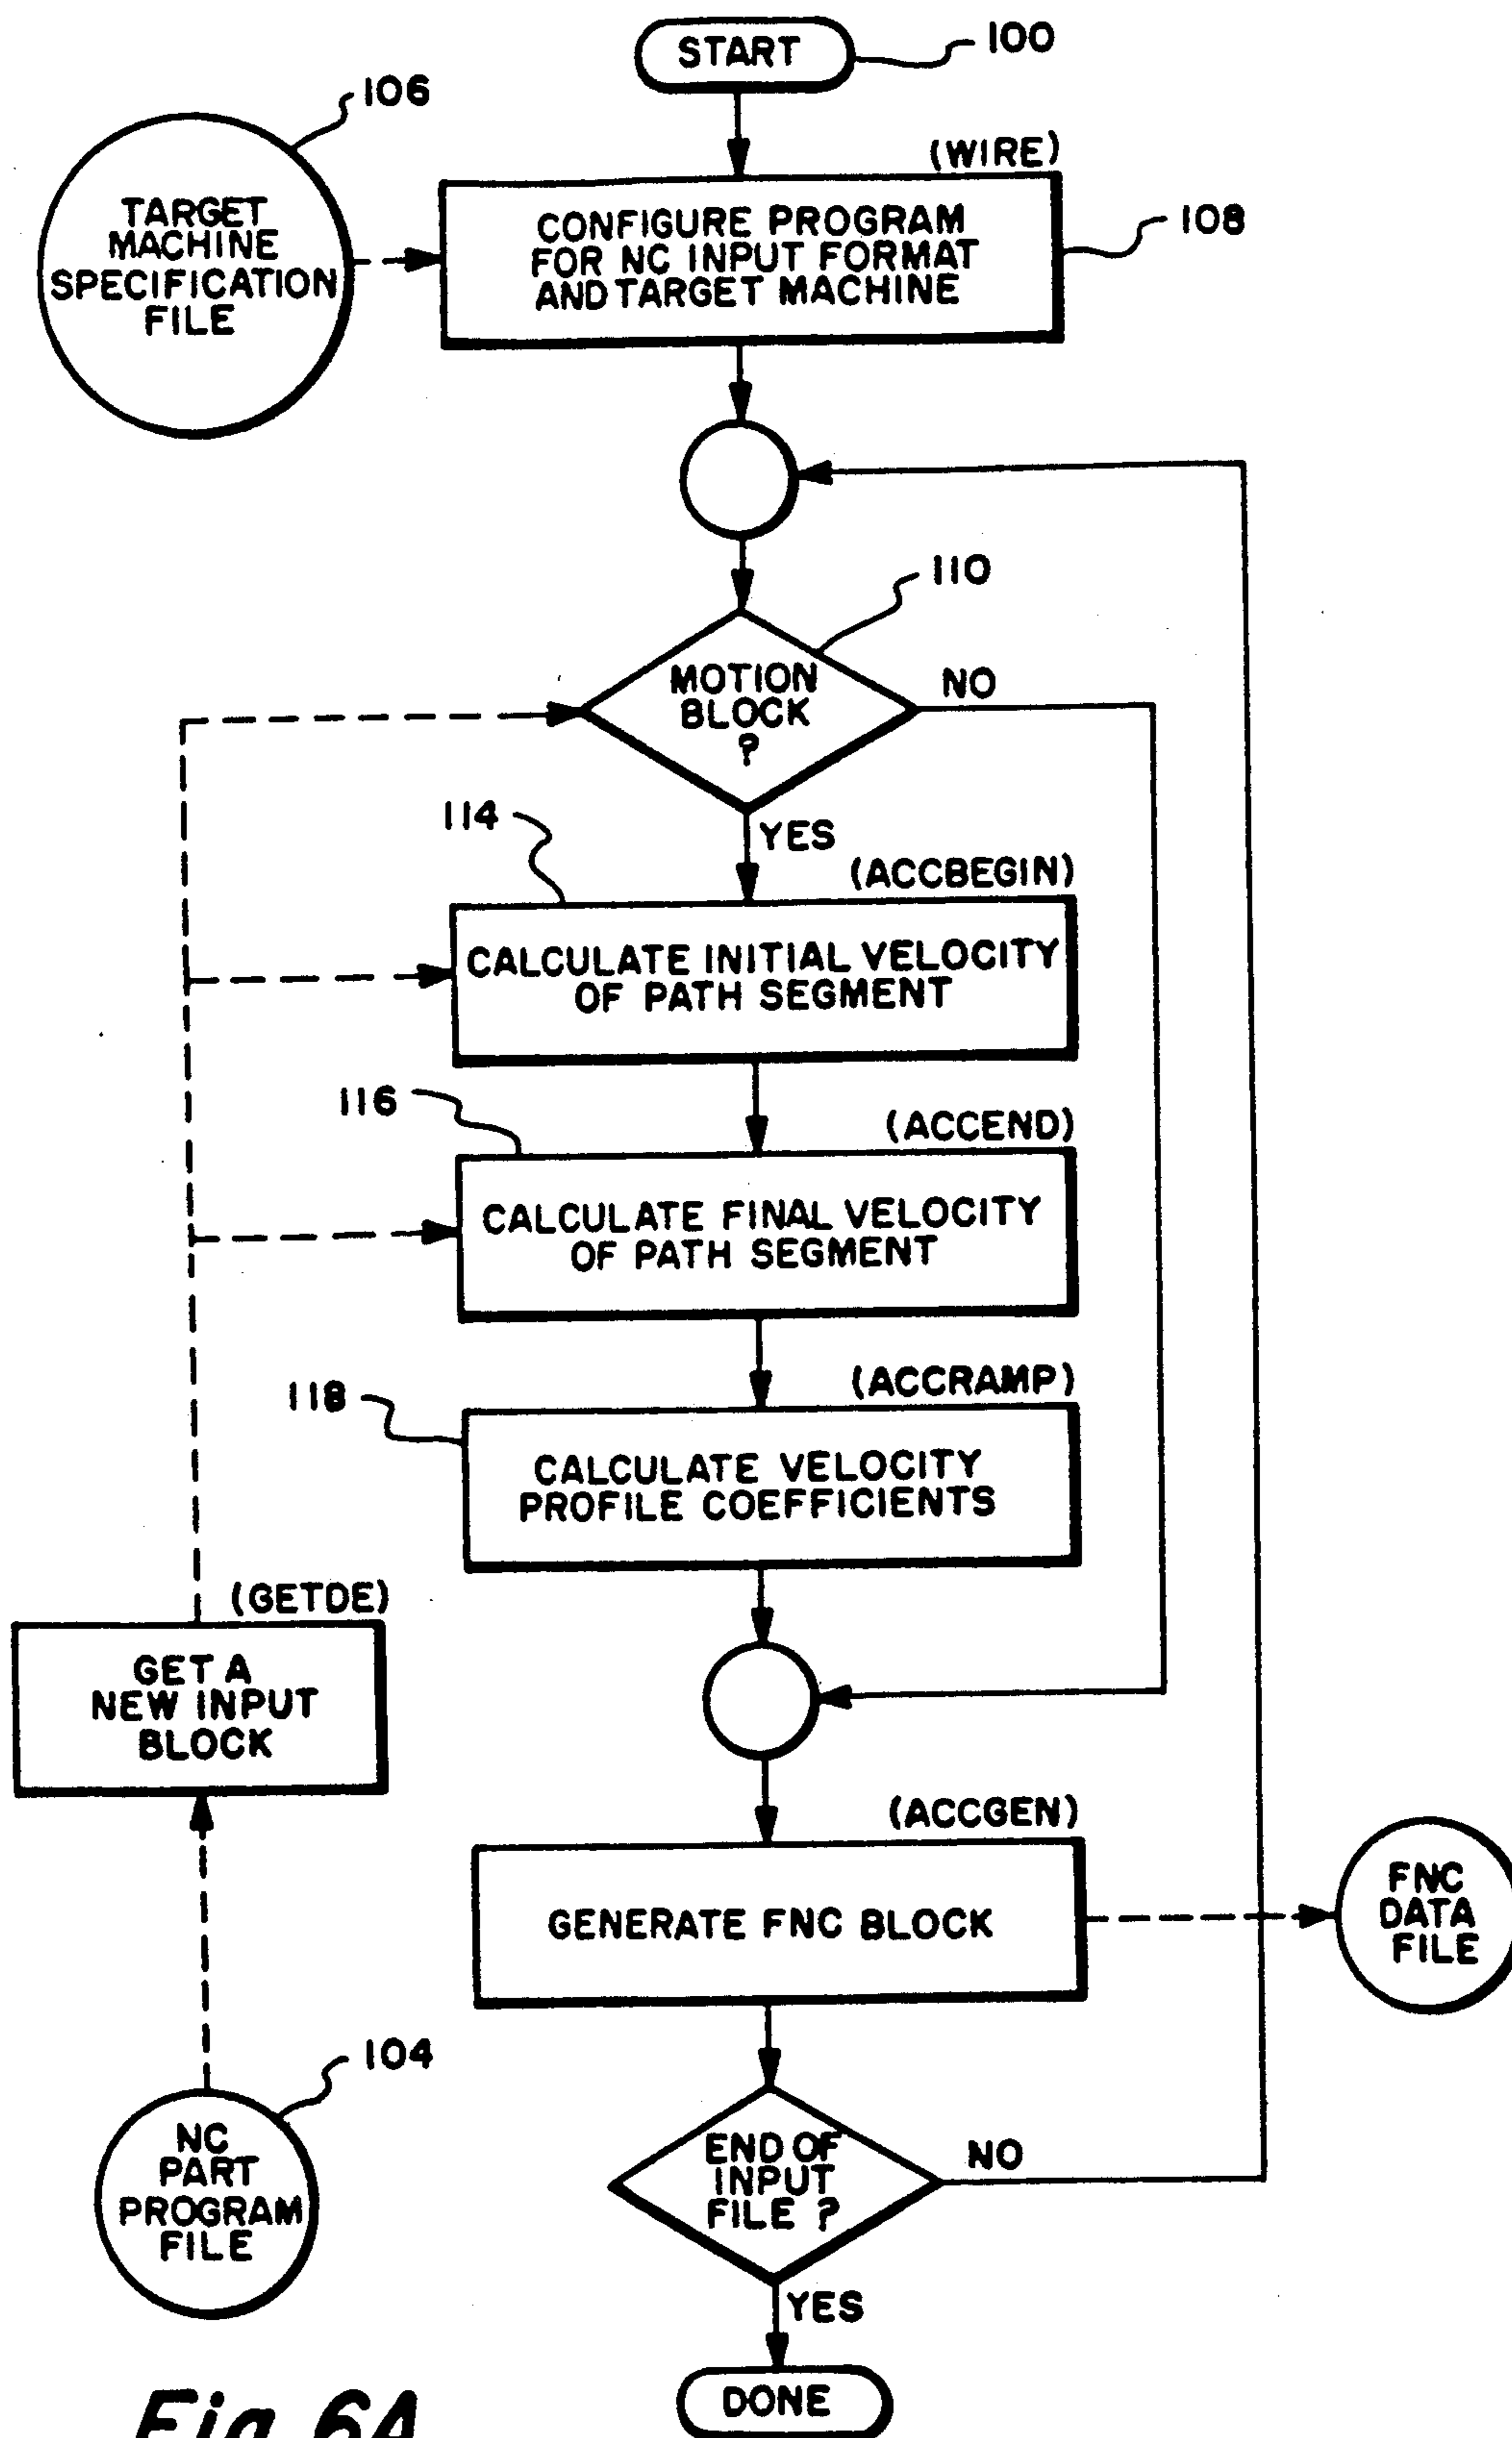 START
100
106
(WIRE)
TARGET
MACHINE
SPECIFICATION
FILE
CONFIGURE PROGRAM
FOR NC INPUT FORMAT
AND TARGET MACHINE
108
110
MOTION
BLOCK
?
NO
YES
114
(ACCBEGIN)
CALCULATE INITIAL VELOCITY
OF PATH SEGMENT
116
(ACCEND)
CALCULATE FINAL VELOCITY
OF PATH SEGMENT
118
(ACCRAMP)
CALCULATE VELOCITY
PROFILE COEFFICIENTS
(GETDE)
GET A
NEW INPUT
BLOCK
(ACCGEN)
GENERATE FNC BLOCK
FNC
DATA
FILE
104
NC
PART
PROGRAM
FILE
END OF
INPUT
FILE ?
NO
YES
DONE
Fig. 6A